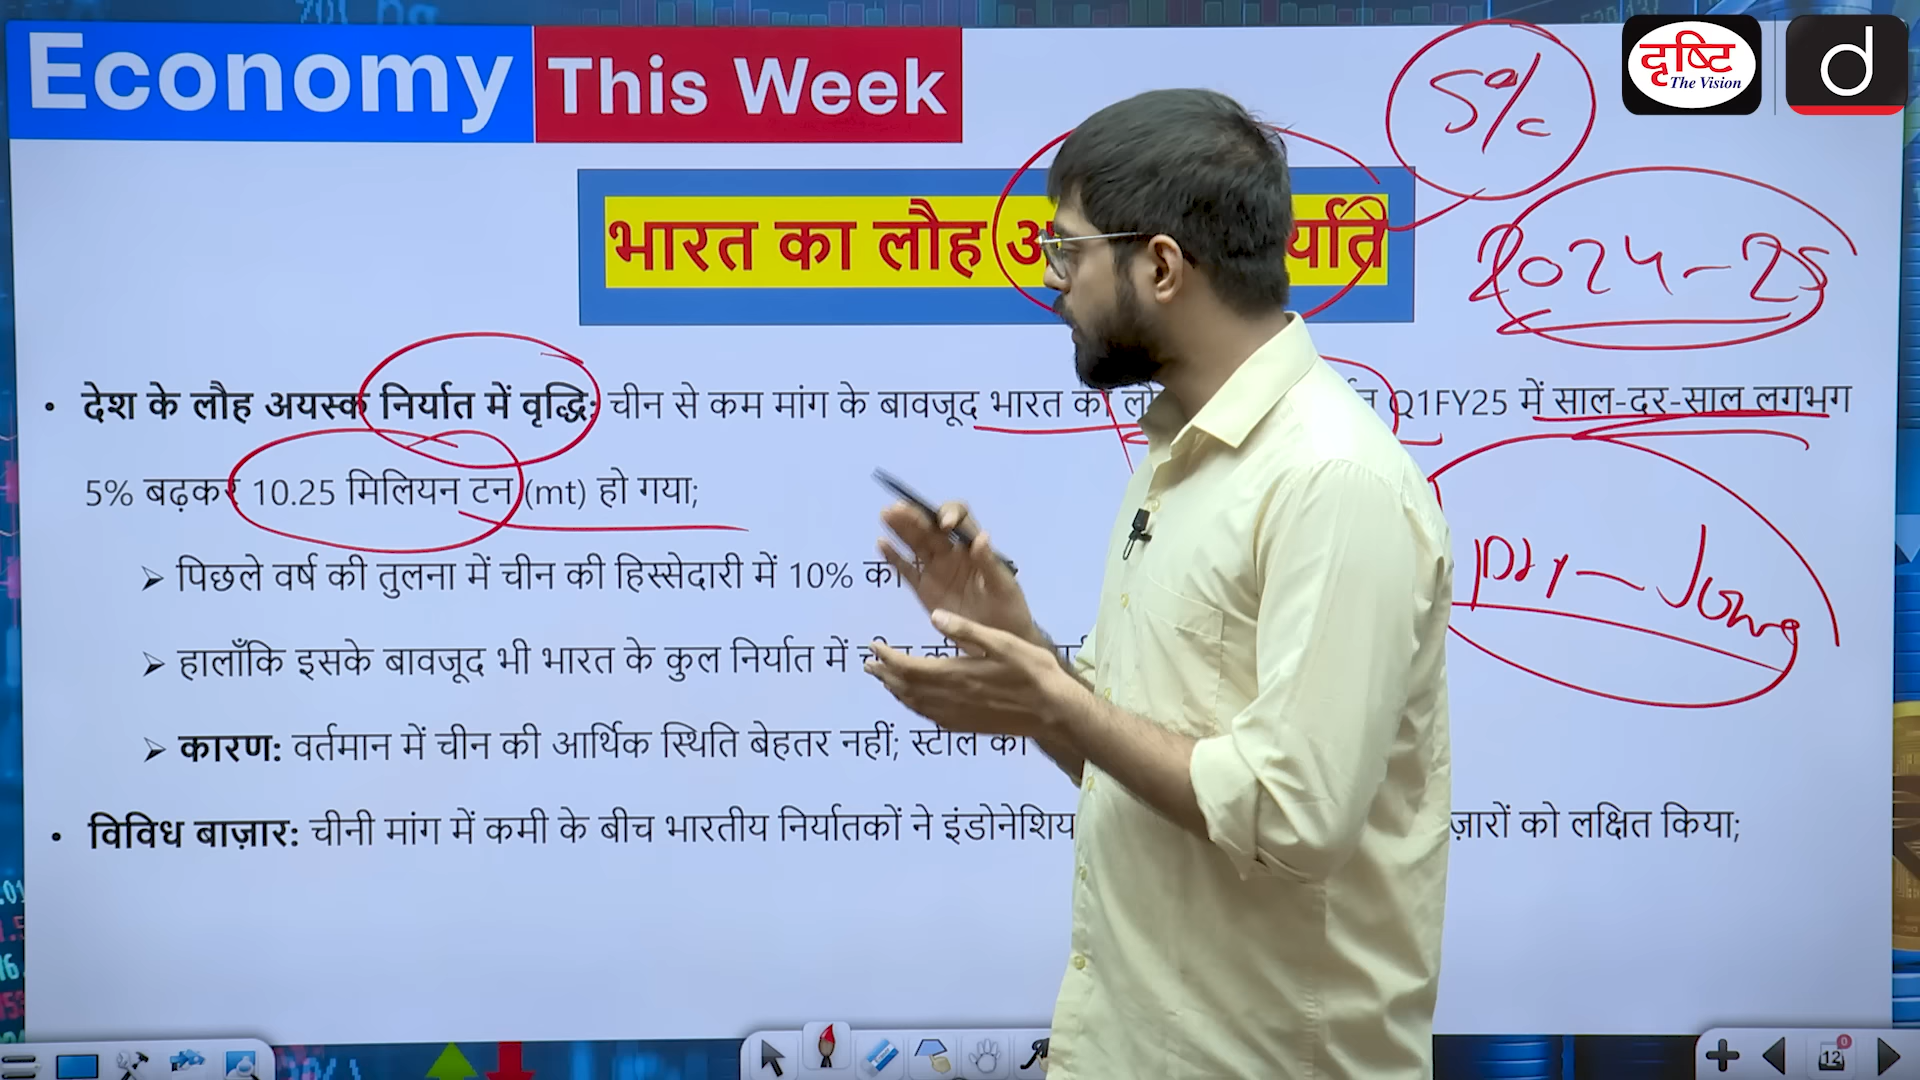 Economy This Week
दृष्टि
The Vision
d
5%
भारत का लौह
2024-25
देश के लौह अयस्क निर्यात में वृद्धि: चीन से कम मांग के बावजूद भारत का Q1FY25 में साल-दर-साल लगभग
5% बढ़कर 10.25 मिलियन टन (mt) हो गया;
पिछले वर्ष की तुलना में चीन की हिस्सेदारी में 10%
हालाँकि इसके बावजूद भी भारत के कुल निर्यात में
कारण: वर्तमान में चीन की आर्थिक स्थिति बेहतर नहीं; स्टील
विविध बाज़ार: चीनी मांग में कमी के बीच भारतीय निर्यातकों ने को लक्षित किया;
12